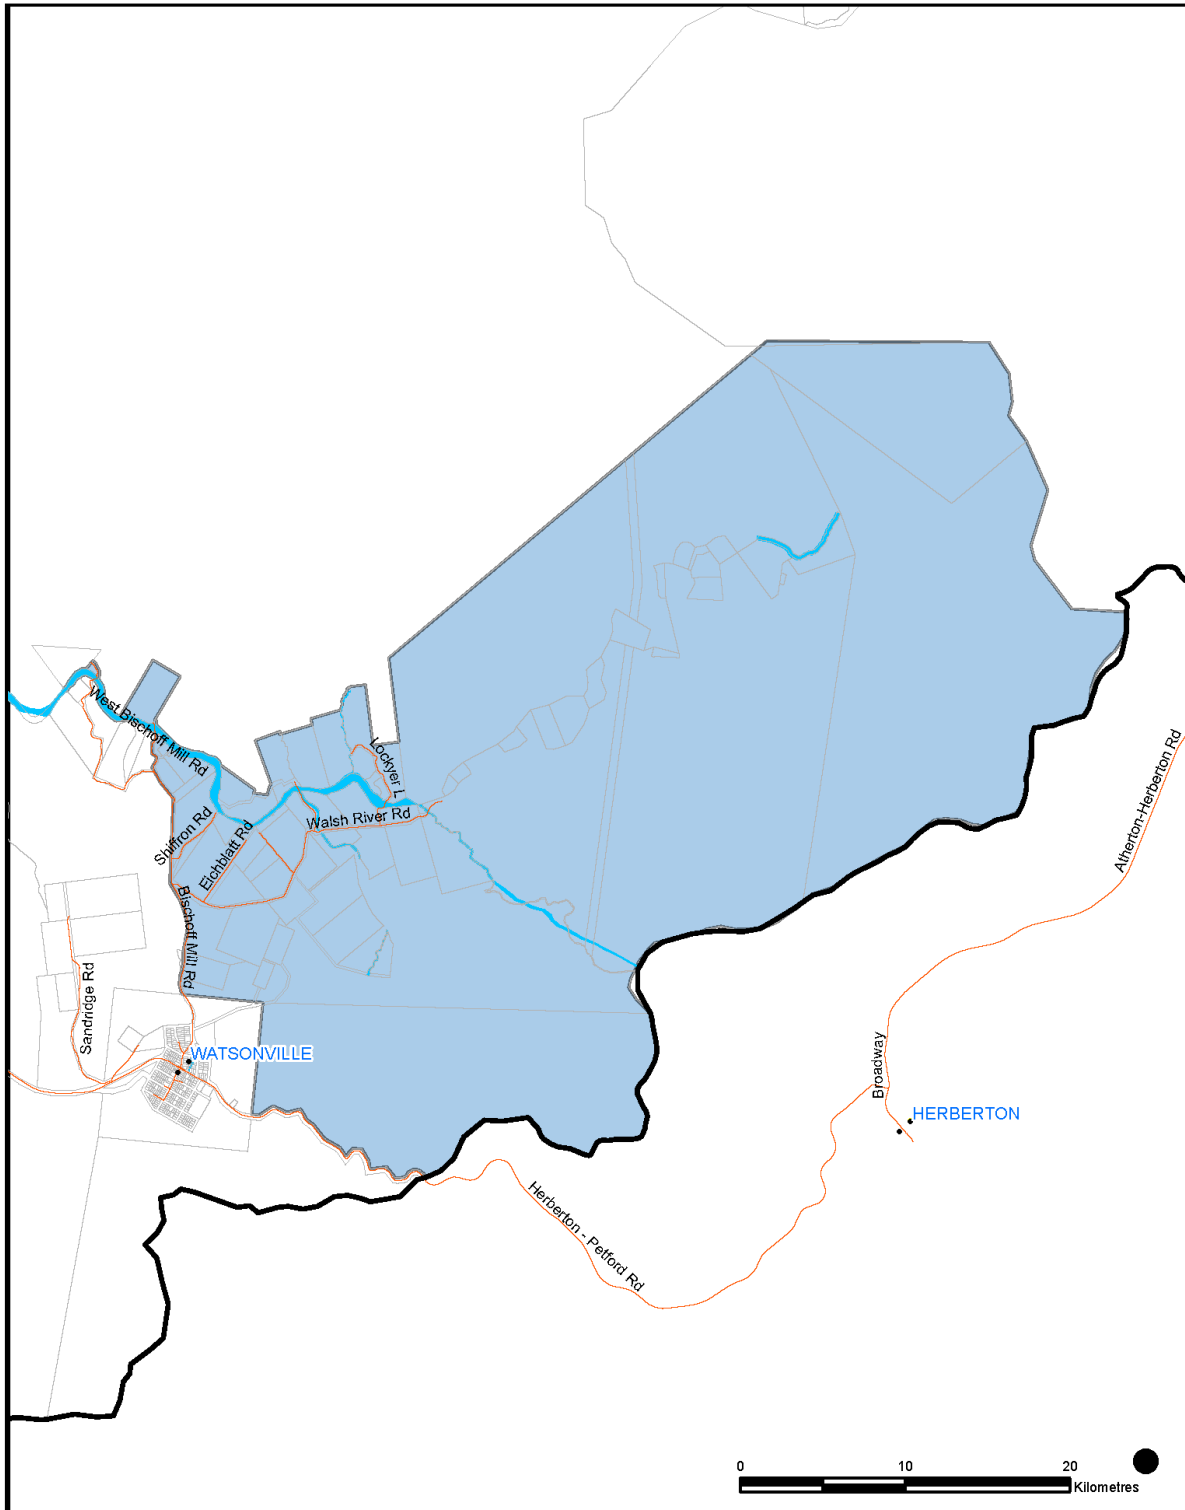 West Bischoff Mill Rd
Lockyer L
Walsh River Rd
Shiffron Rd
Eichblatt Rd
Bischoff Mill Rd
Atherton-Herberton Rd
Sandridge Rd
WATSONVILLE
Broadway
HERBERTON
Herberton - Petford Rd
0 10 20
Kilometres